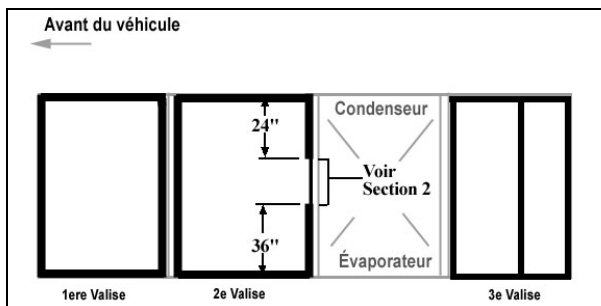 Avant du véhicule
24"
Condenseur
Voir
Section 2
36"
Évaporateur
1ere Valise
2e Valise
3e Valise